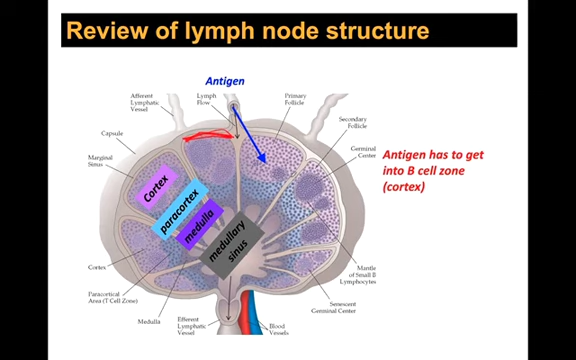 Review of lymph node structure
Antigen
Afferent Lymphatic
Vessel
Lymph
Flow
Primary
Follicle
Secondary
Follicle
Capsule
Germinal
Center
Marginal
Sinus
Antigen has to get
into B cell zone
(cortex)
Cortex
paracortex
medulla
medullary
sinus
Cortex
Mantle
of Small B
Lymphocytes
Paracortical
Area (T Cell Zone)
Senescent
Germinal Center
Medulla
Efferent
Lymphatic
Vessel
Blood
Vessels